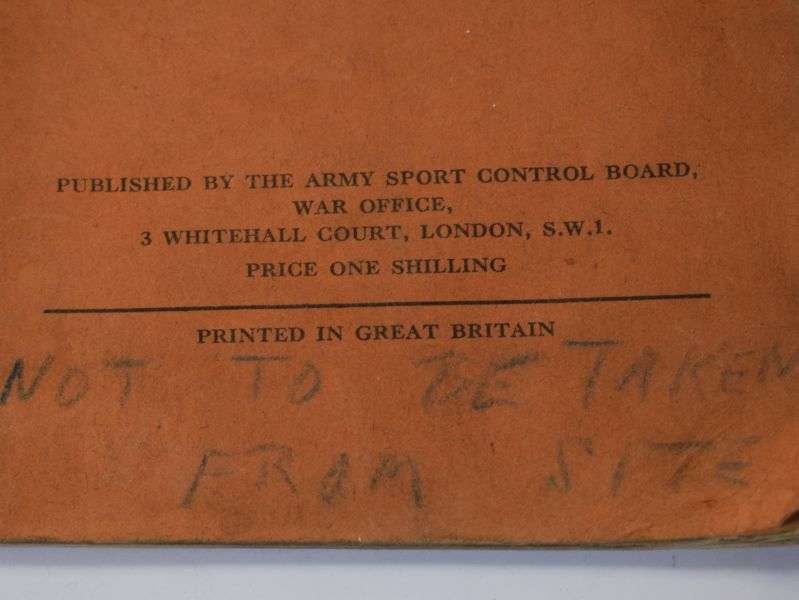 PUBLISHED BY THE ARMY SPORT CONTROL BOARD,
WAR OFFICE,
3 WHITEHALL COURT, LONDON, S.W.1.
PRICE ONE SHILLING
PRINTED IN GREAT BRITAIN
NOT TO BE TAKEN
FROM SITE